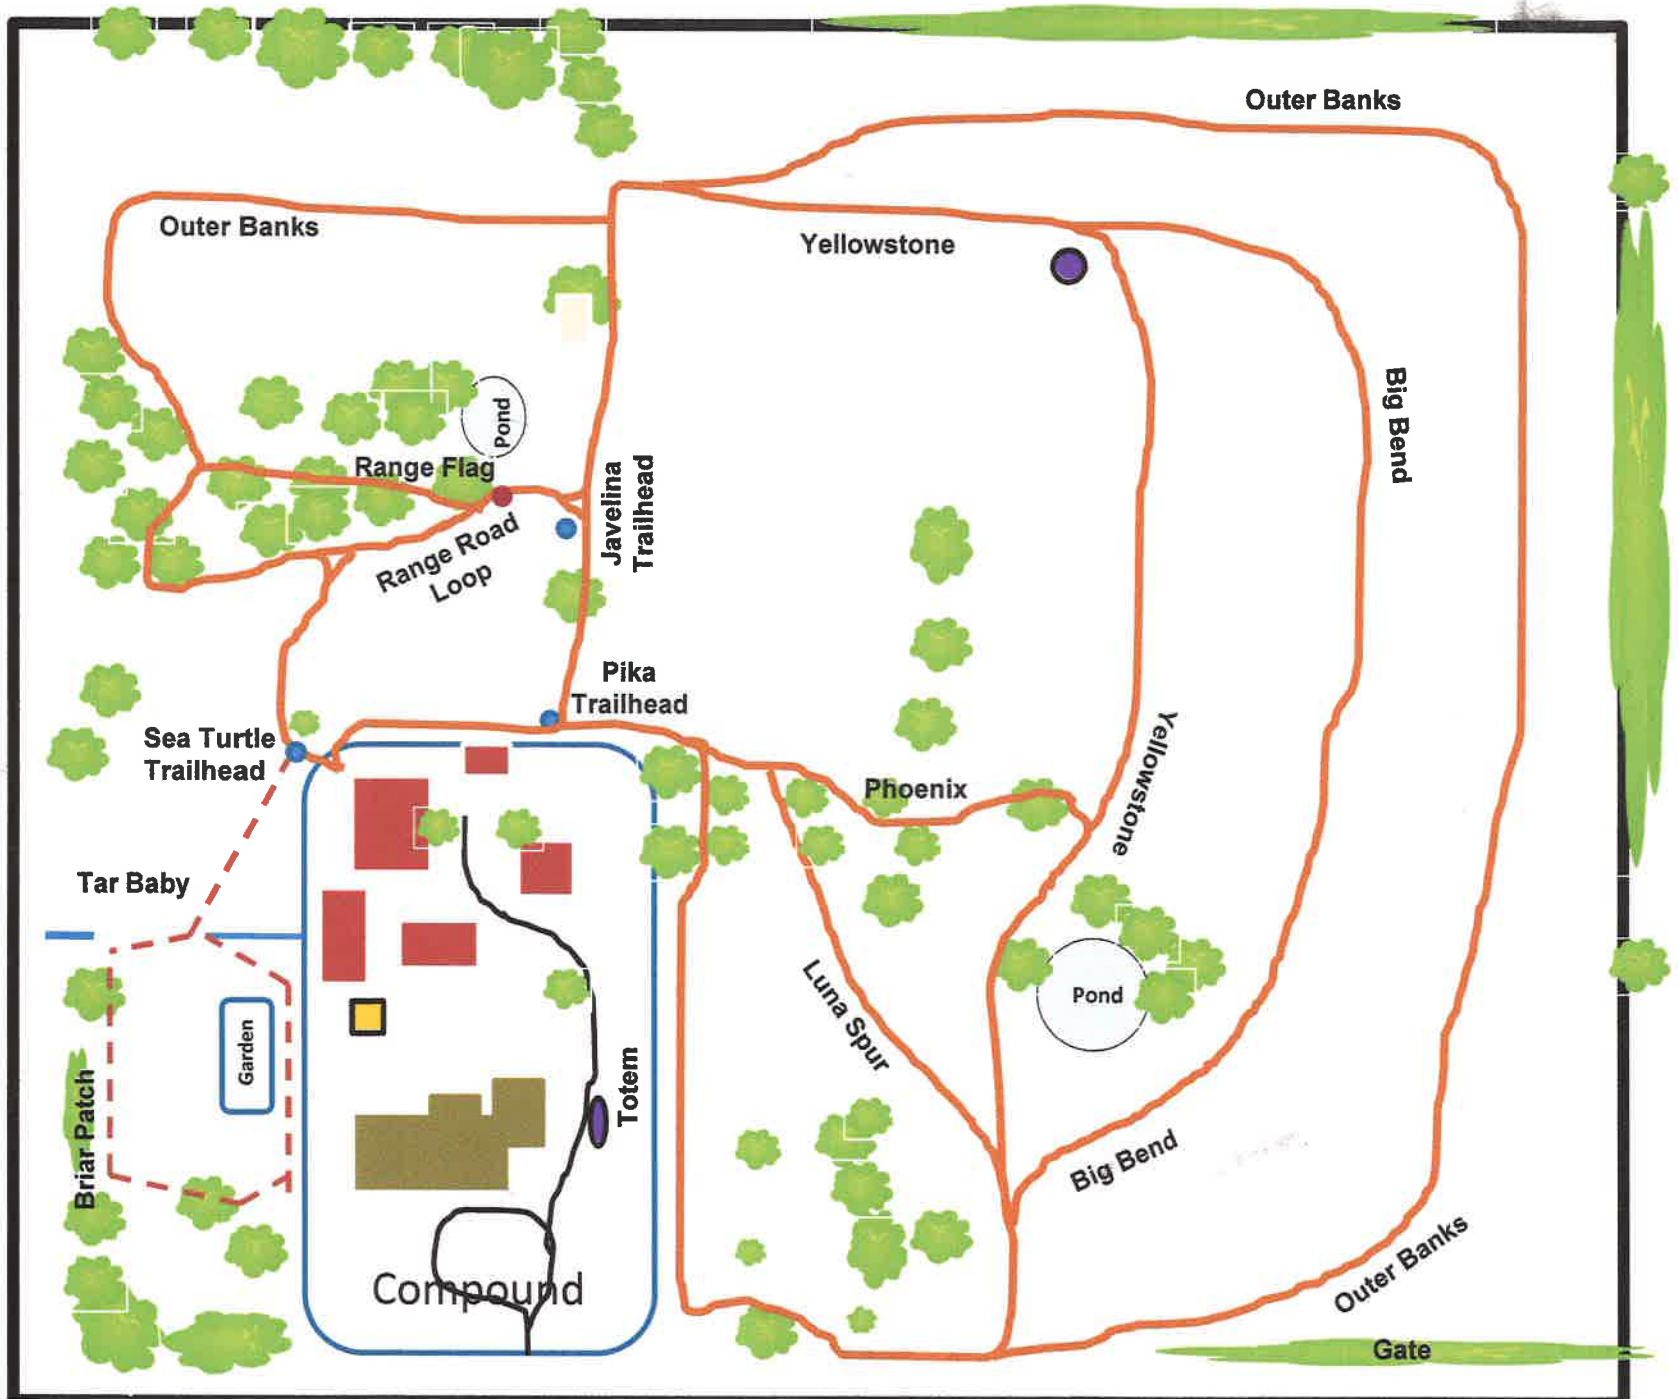 Outer Banks
Outer Banks
Yellowstone
Big Bend
Pond
Range Flag
Javelina
Trailhead
Range Road
Loop
Pika
Trailhead
Sea Turtle
Trailhead
Yellowstone
Phoenix
Tar Baby
Luna Spur
Pond
Garden
Briar Patch
Totem
Big Bend
Outer Banks
Compound
Gate